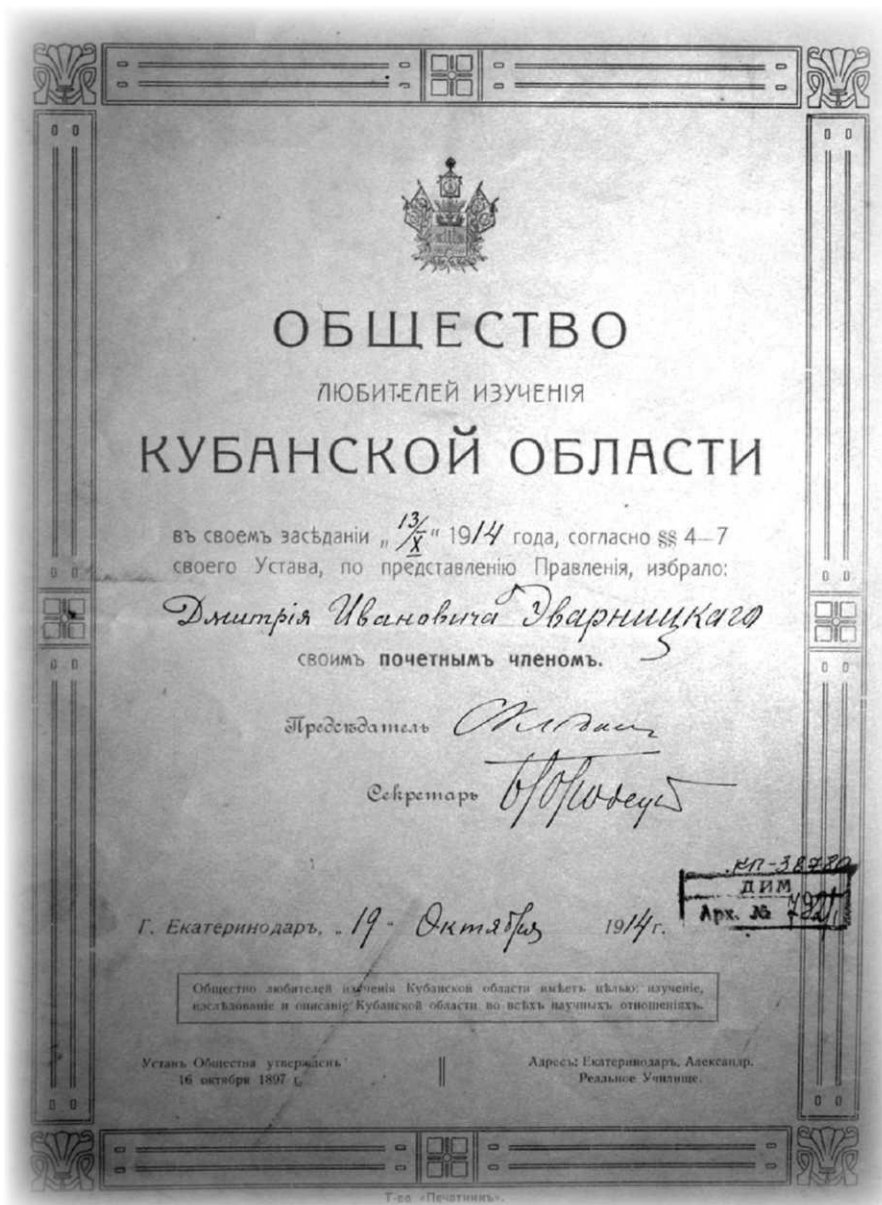 ОБЩЕСТВО
ЛЮБИТЕЛЕЙ ИЗУЧЕНІЯ
КУБАНСКОЙ ОБЛАСТИ
въ своемъ засѣданіи „13/X“ 1914 года, согласно §§ 4—7
своего Устава, по представленію Правленія, избрало:
Дмитрія Ивановича Эварницкаго
своимъ почетнымъ членомъ.
Предсѣдатель
Секретарь
КП-38780
ДИМ
Арх. №
Г. Екатеринодаръ, „19" Октября 1914 г.
Общество любителей изученія Кубанской области имѣетъ цѣлью: изученіе,
изслѣдованіе и описаніе Кубанской области во всѣхъ научныхъ отношеніяхъ.
Уставъ Общества утвержденъ
16 октября 1897 г.
Адресъ: Екатеринодаръ, Александр.
Реальное Училище.
Т-во «Печатникъ».